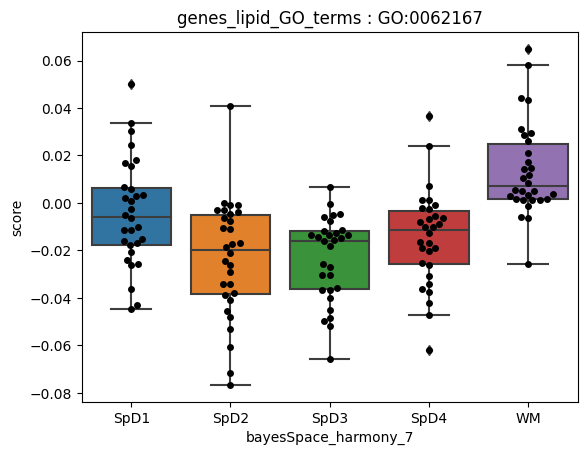 genes_lipid_GO_terms : GO:0062167
0.06
0.04
0.02
0.00
−0.02
−0.04
−0.06
−0.08
score
SpD1 SpD2 SpD3 SpD4 WM
bayesSpace_harmony_7